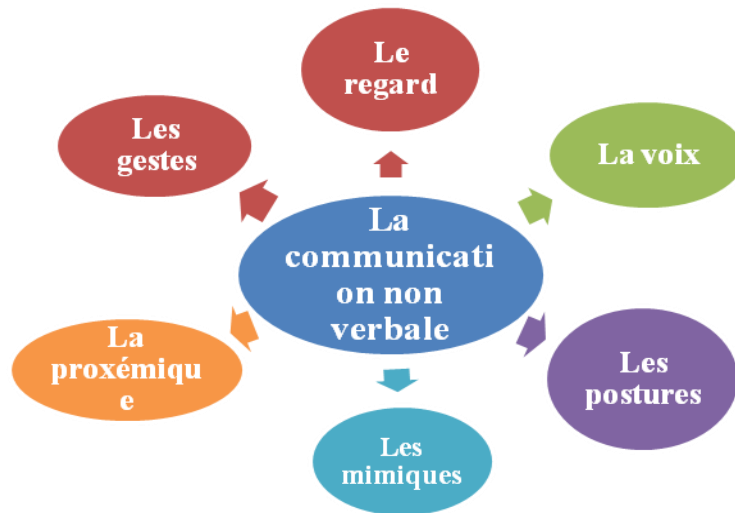 Le
regard
Les
gestes
La voix
La
communicati
on non
verbale
La
proxémiqu
e
Les
postures
Les
mimiques